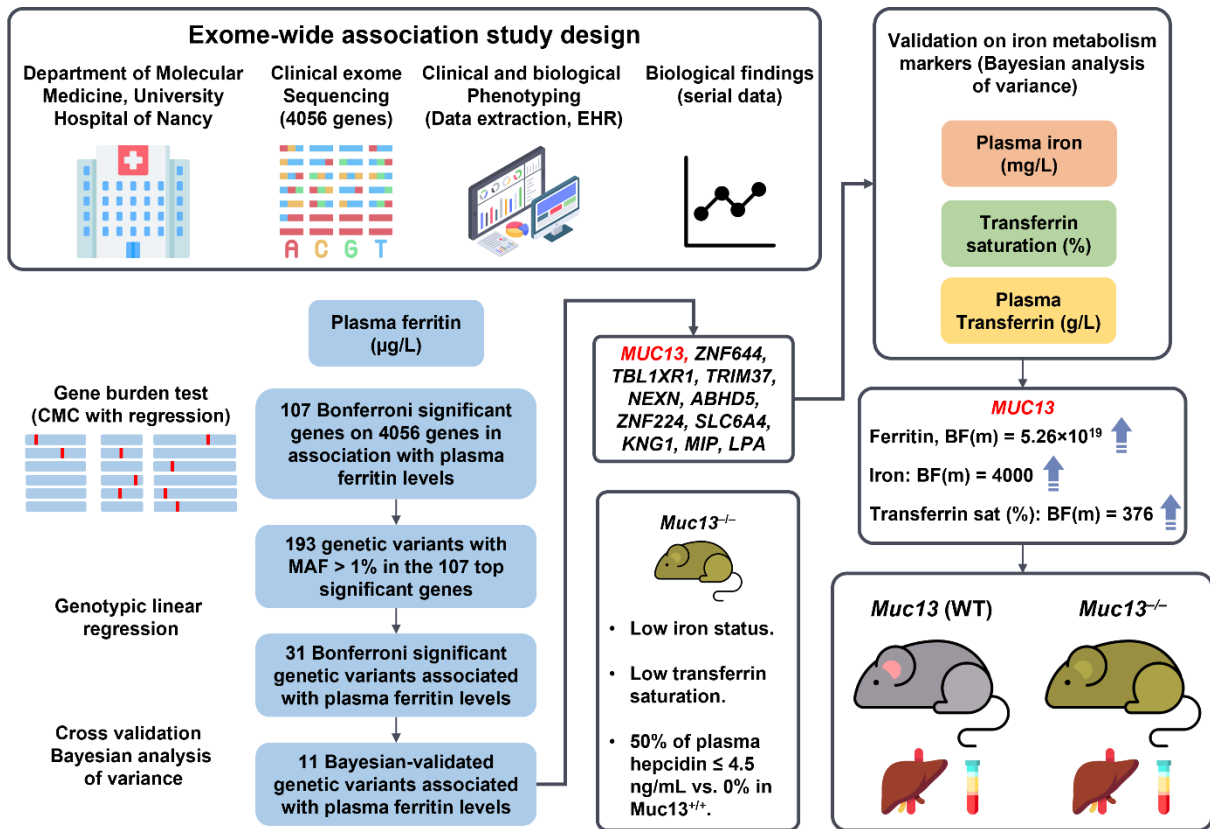 Exome-wide association study design
Department of Molecular
Medicine, University
Hospital of Nancy
Clinical exome
Sequencing
(4056 genes)
A C G T
Clinical and biological
Phenotyping
(Data extraction, EHR)
Biological findings
(serial data)
Plasma ferritin
(µg/L)
Gene burden test
(CMC with regression)
107 Bonferroni significant
genes on 4056 genes in
association with plasma
ferritin levels
193 genetic variants with
MAF > 1% in the 107 top
significant genes
Genotypic linear
regression
31 Bonferroni significant
genetic variants associated
with plasma ferritin levels
Cross validation
Bayesian analysis
of variance
11 Bayesian-validated
genetic variants associated
with plasma ferritin levels
MUC13, ZNF644,
TBL1XR1, TRIM37,
NEXN, ABHD5,
ZNF224, SLC6A4,
KNG1, MIP, LPA
Validation on iron metabolism
markers (Bayesian analysis
of variance)
Plasma iron
(mg/L)
Transferrin
saturation (%)
Plasma
Transferrin (g/L)
MUC13
Ferritin, BF(m) = 5.26×10¹⁹
Iron: BF(m) = 4000
Transferrin sat (%): BF(m) = 376
Muc13 (WT)
Muc13⁻/⁻
Muc13⁻/⁻
• Low iron status.
• Low transferrin
saturation.
• 50% of plasma
hepcidin ≤ 4.5
ng/mL vs. 0% in
Muc13⁺/⁺.